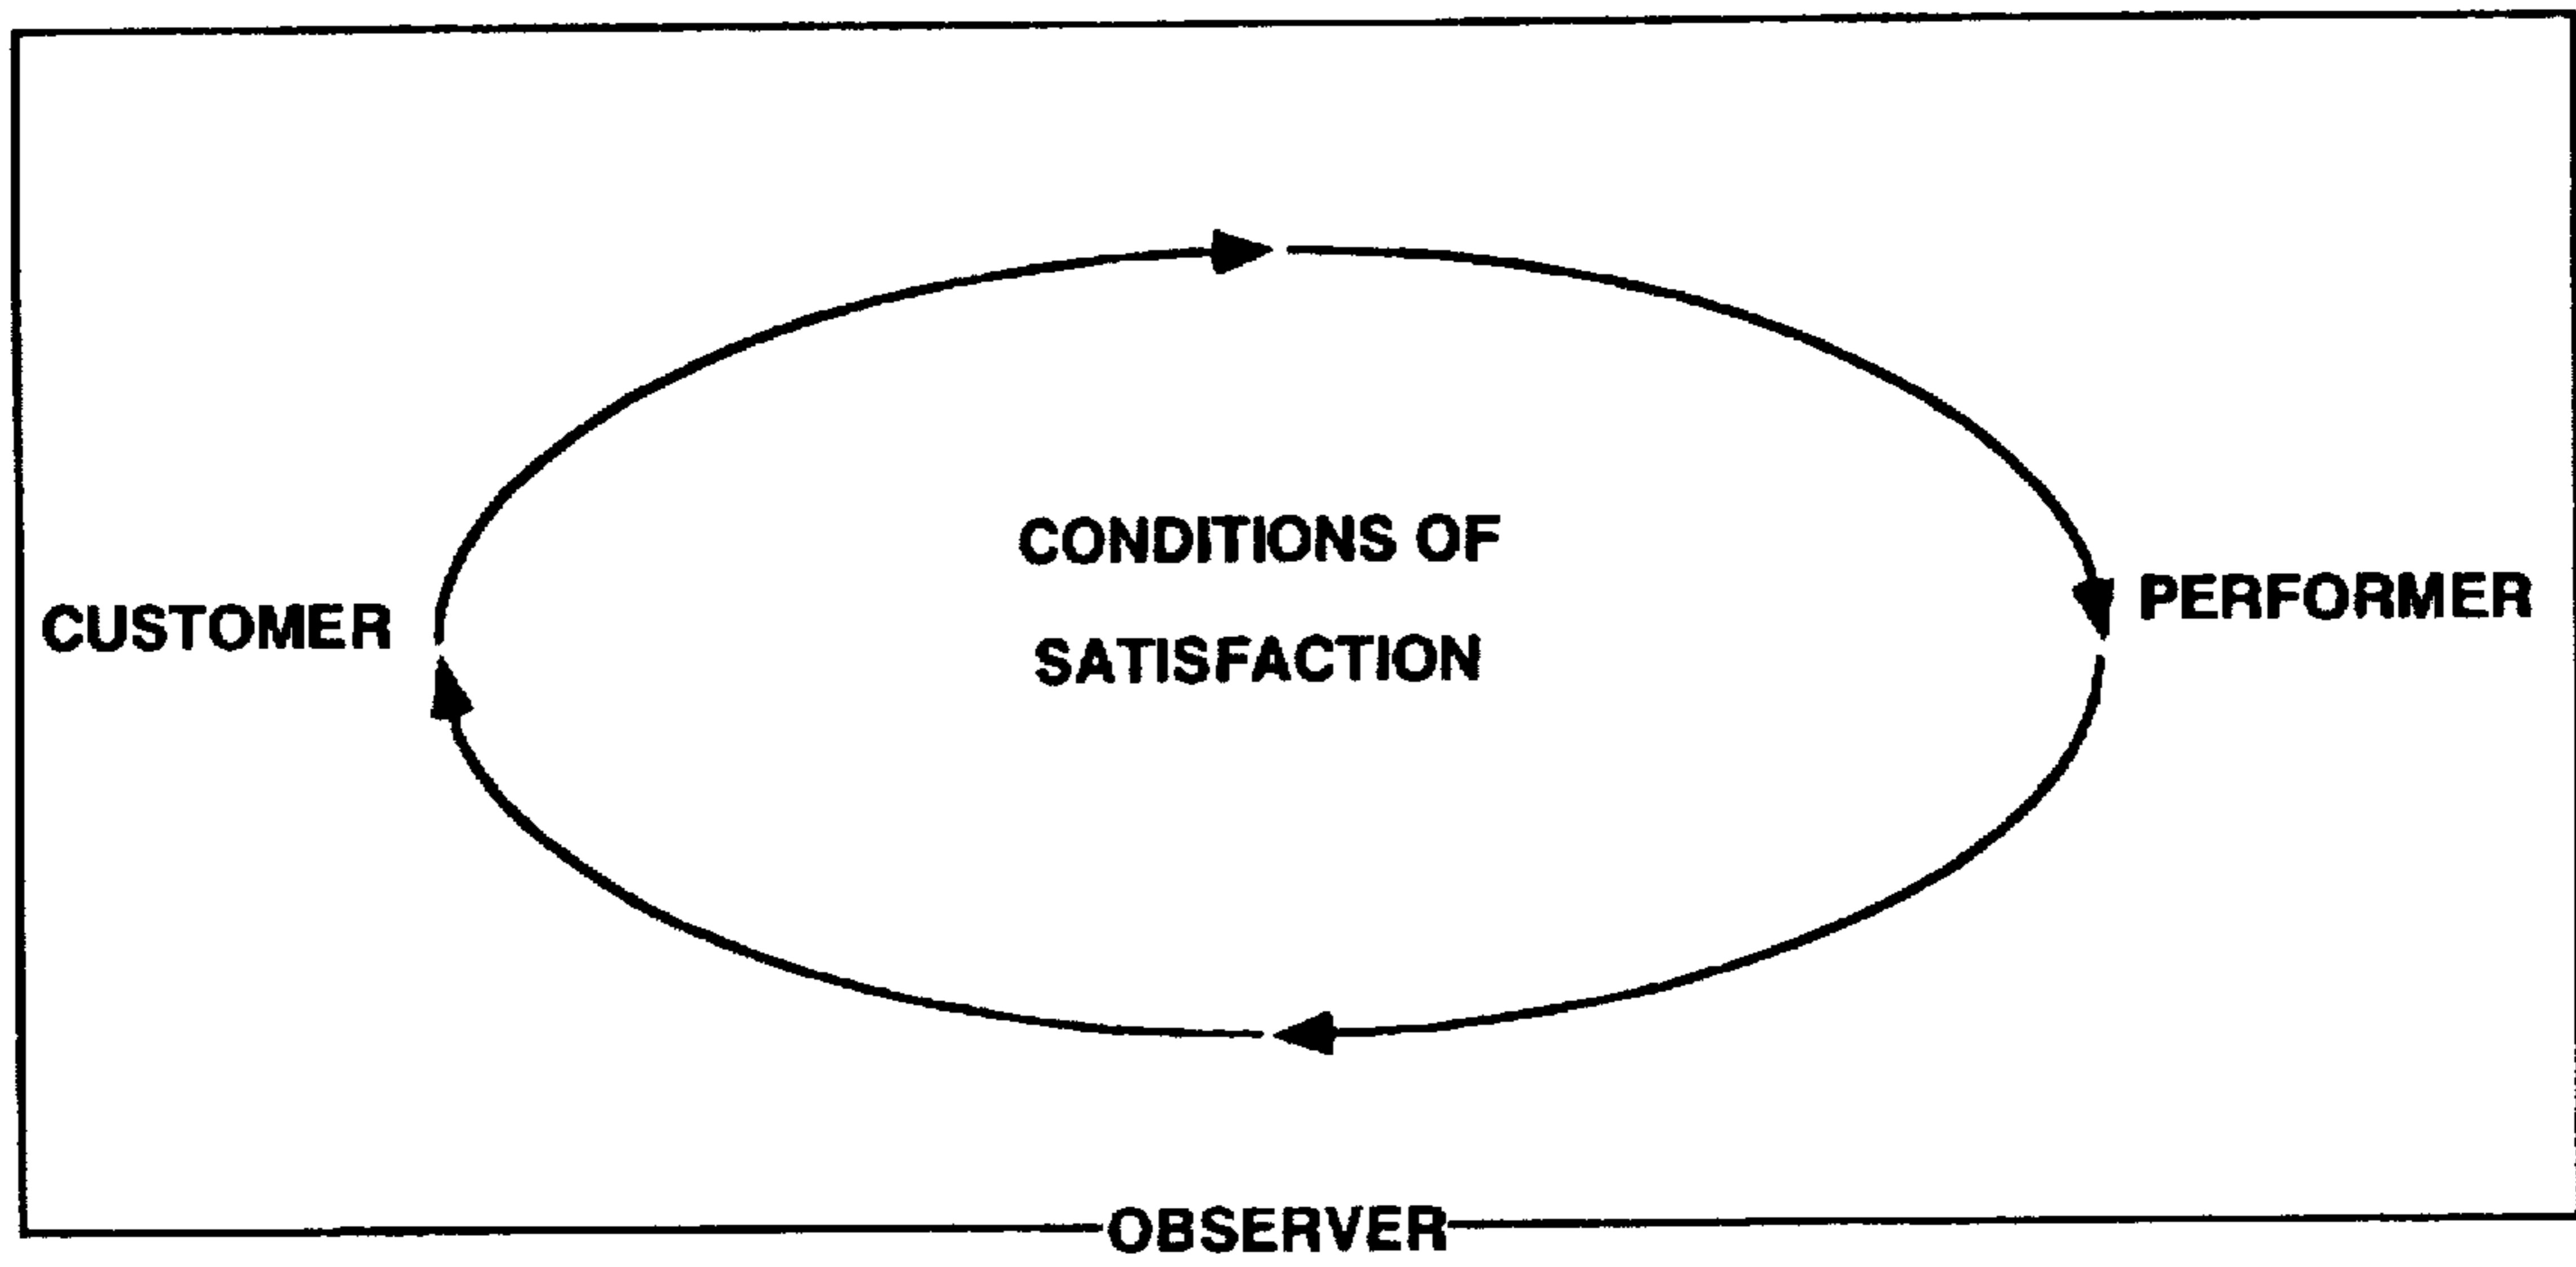 CONDITIONS OF
SATISFACTION
CUSTOMER
PERFORMER
OBSERVER